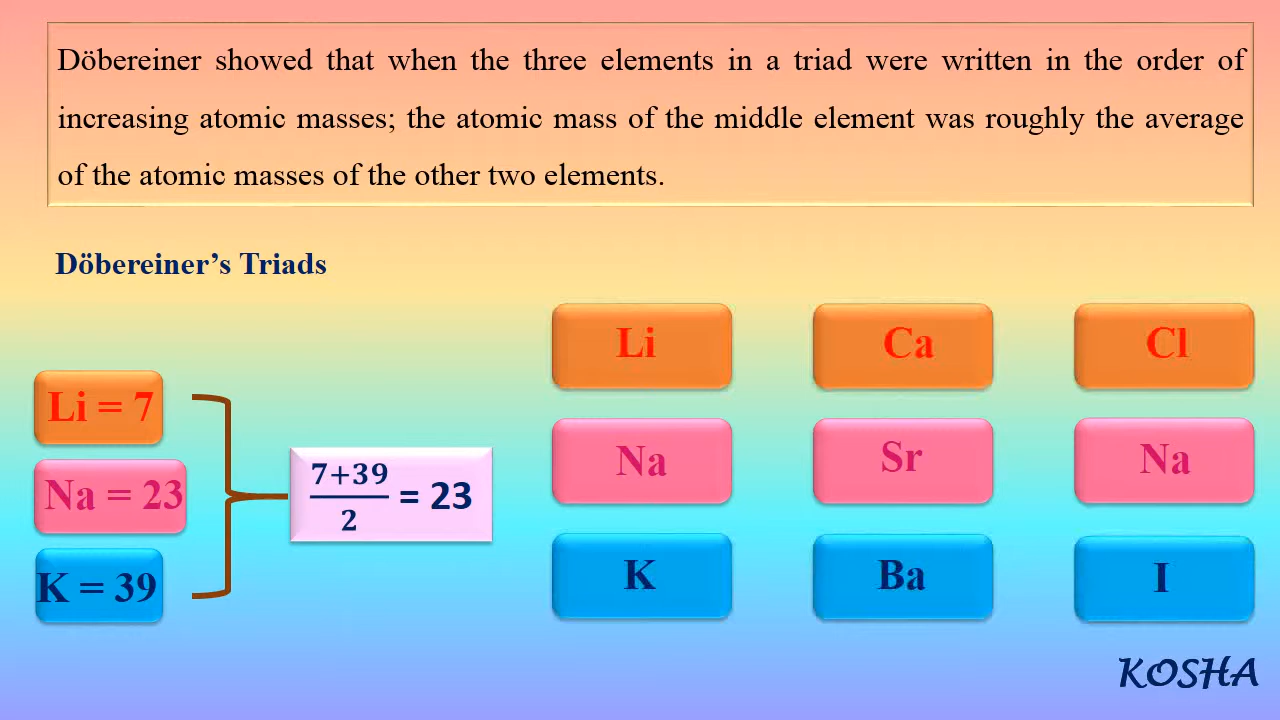 Döbereiner showed that when the three elements in a triad were written in the order of
increasing atomic masses; the atomic mass of the middle element was roughly the average
of the atomic masses of the other two elements.
Döbereiner's Triads
Li = 7
Na = 23
K = 39
7+39
2
= 23
Li Ca Cl
Na Sr Na
K Ba I
KOSHA